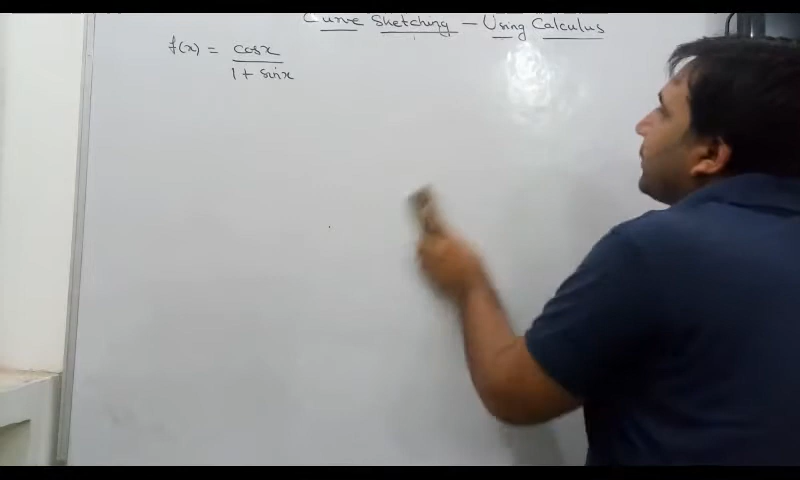 Curve Sketching - Using Calculus
f(x) = cosx
1 + sinx